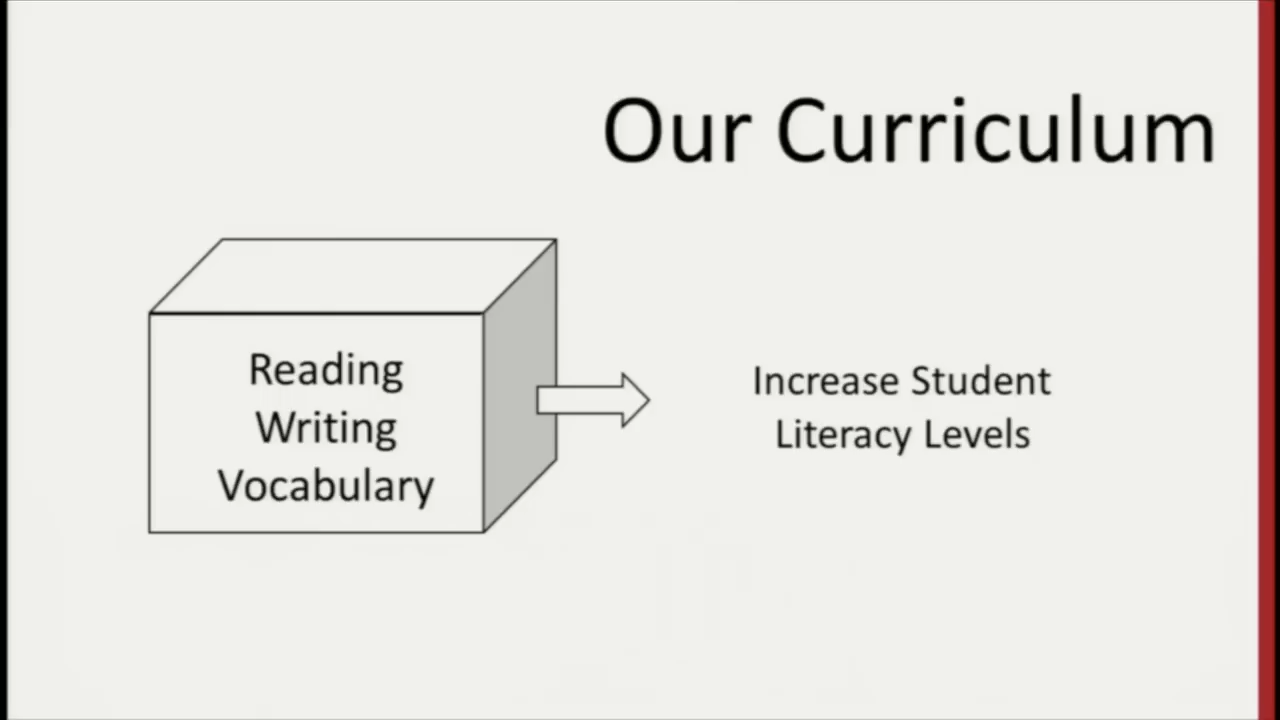 Our Curriculum
Reading
Writing
Vocabulary
Increase Student
Literacy Levels